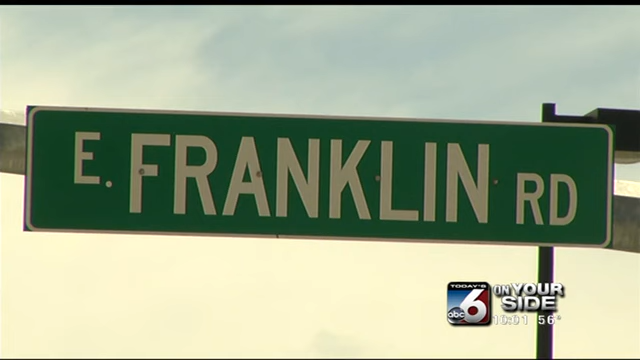 E. FRANKLIN RD
TODAY'S
abc 6
ON YOUR SIDE
10:01 56°